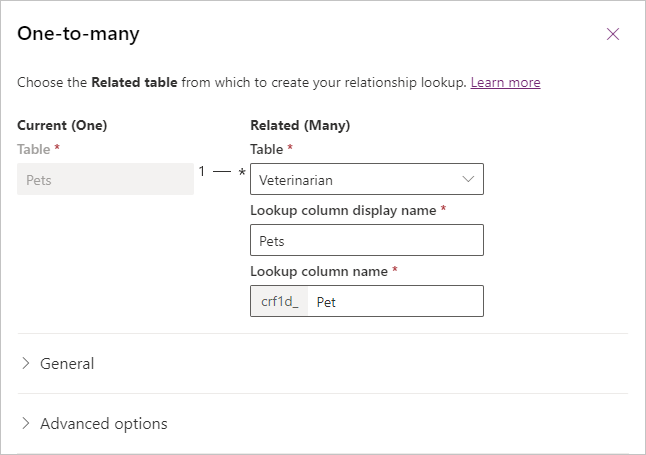 One-to-many
Choose the Related table from which to create your relationship lookup. Learn more
Current (One)
Table *
Pets
1 — *
Related (Many)
Table *
Veterinarian
Lookup column display name *
Pets
Lookup column name *
crf1d_ Pet
General
Advanced options